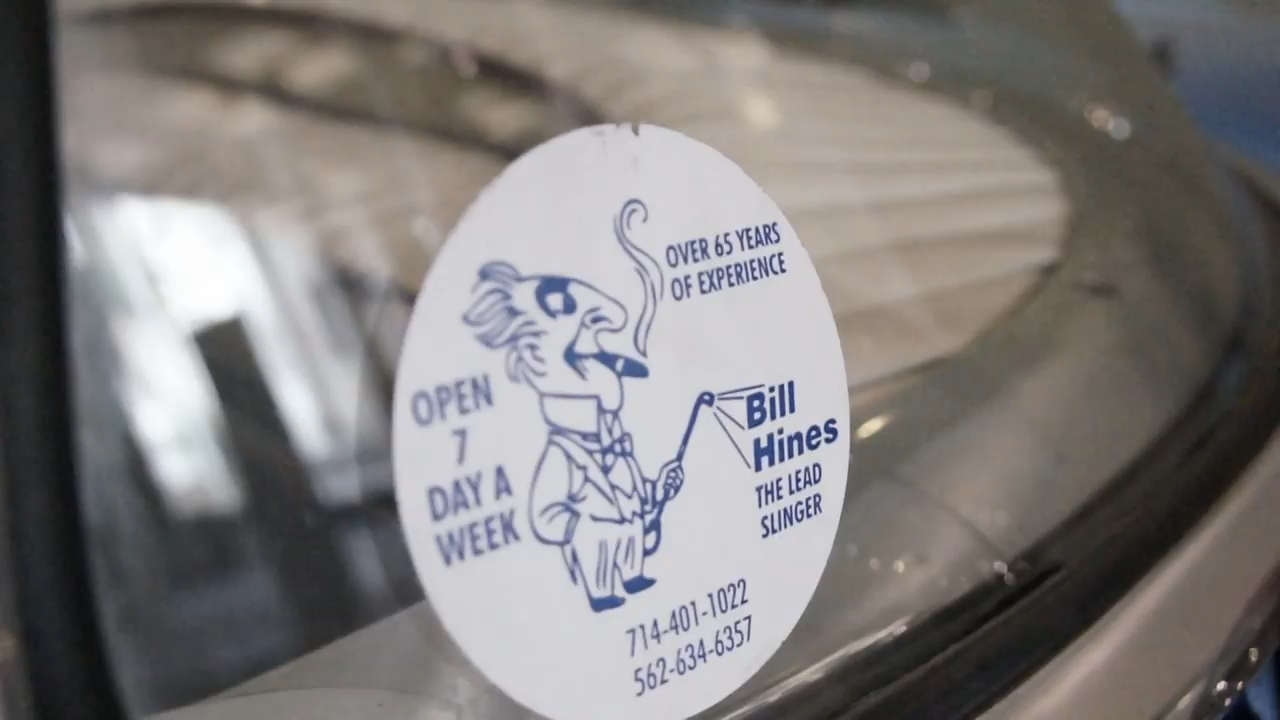 OVER 65 YEARS
OF EXPERIENCE
OPEN
7
DAY A
WEEK
Bill
Hines
THE LEAD
SLINGER
714-401-1022
562-634-6357